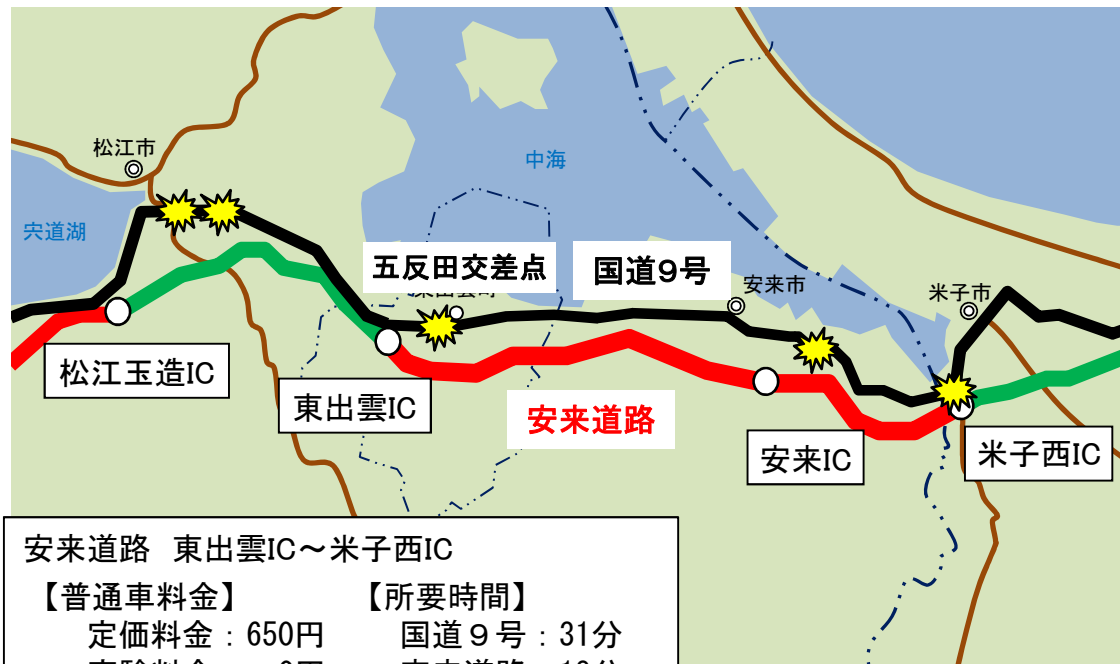 松江市
宍道湖
中海
五反田交差点
国道9号
安来市
米子市
松江玉造IC
東出雲IC
安来道路
安来IC
米子西IC
安来道路 東出雲IC~米子西IC
【普通車料金】 【所要時間】
定価料金：650円 国道９号：31分